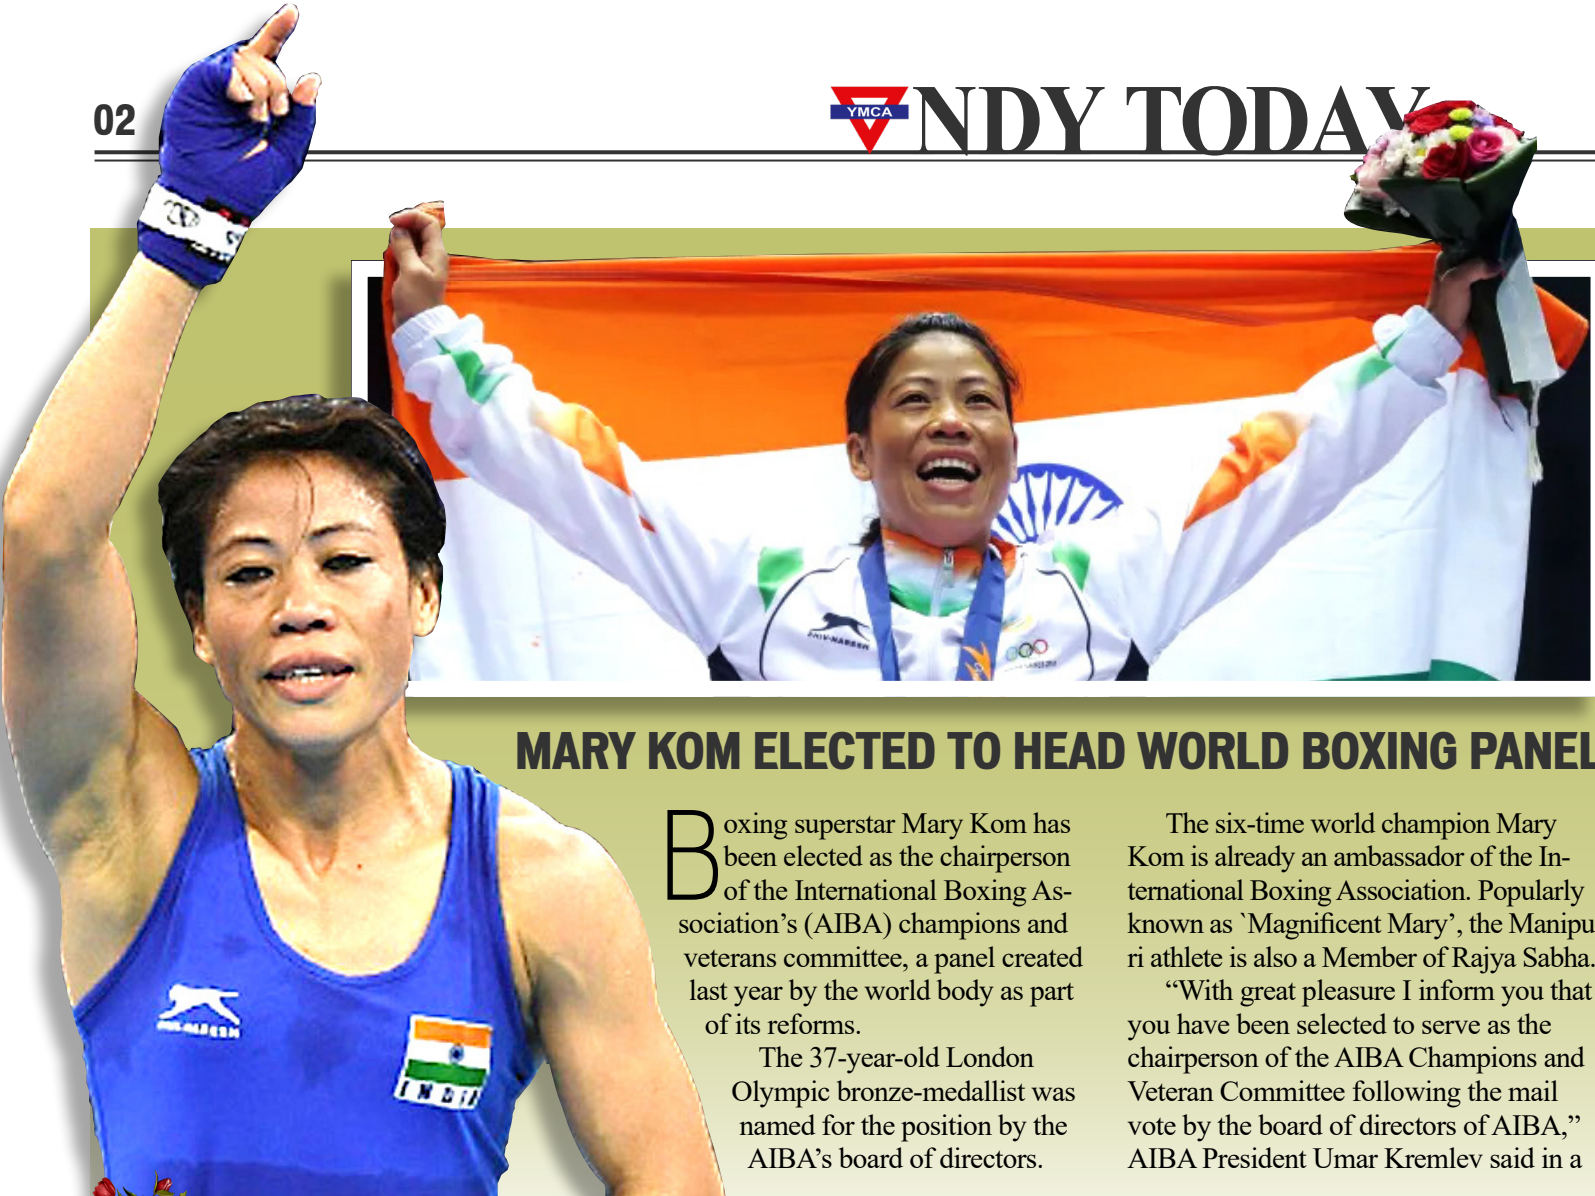 02
YMCA
NDY TODAY
SHIV-NARESH
MARY KOM ELECTED TO HEAD WORLD BOXING PANEL
Boxing superstar Mary Kom has
been elected as the chairperson
of the International Boxing As-
sociation’s (AIBA) champions and
veterans committee, a panel created
last year by the world body as part
of its reforms.
The 37-year-old London
Olympic bronze-medallist was
named for the position by the
AIBA’s board of directors.
The six-time world champion Mary
Kom is already an ambassador of the In-
ternational Boxing Association. Popularly
known as `Magnificent Mary’, the Manipu
ri athlete is also a Member of Rajya Sabha.
“With great pleasure I inform you that
you have been selected to serve as the
chairperson of the AIBA Champions and
Veteran Committee following the mail
vote by the board of directors of AIBA,”
AIBA President Umar Kremlev said in a
SHIV-NARESH
INDIA